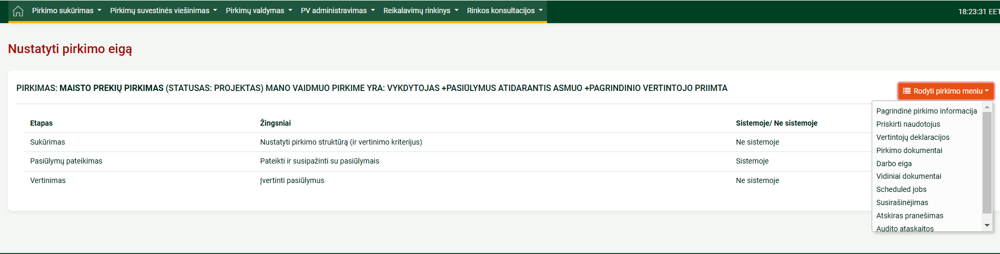 Pirkimo sukūrimas Pirkimų suvestinės viešinimas Pirkimų valdymas PV administravimas Reikalavimų rinkinys Rinkos konsultacijos 18:23:31 EET
Nustatyti pirkimo eigą
PIRKIMAS: MAISTO PREKIŲ PIRKIMAS (STATUSAS: PROJEKTAS) MANO VAIDMUO PIRKIME YRA: VYKDYTOJAS +PASIŪLYMUS ATIDARANTIS ASMUO +PAGRINDINIO VERTINTOJO PRIIMTA
Rodyti pirkimo meniu
Etapas Žingsniai Sistemoje/ Ne sistemoje
Sukūrimas Nustatyti pirkimo struktūrą (ir vertinimo kriterijus) Ne sistemoje
Pasiūlymų pateikimas Pateikti ir susipažinti su pasiūlymais Sistemoje
Vertinimas Įvertinti pasiūlymus Ne sistemoje
Pagrindinė pirkimo informacija
Priskirti naudotojus
Vertintojų deklaracijos
Pirkimo dokumentai
Darbo eiga
Vidiniai dokumentai
Scheduled jobs
Susirašinėjimas
Atskiras pranešimas
Audito ataskaitos